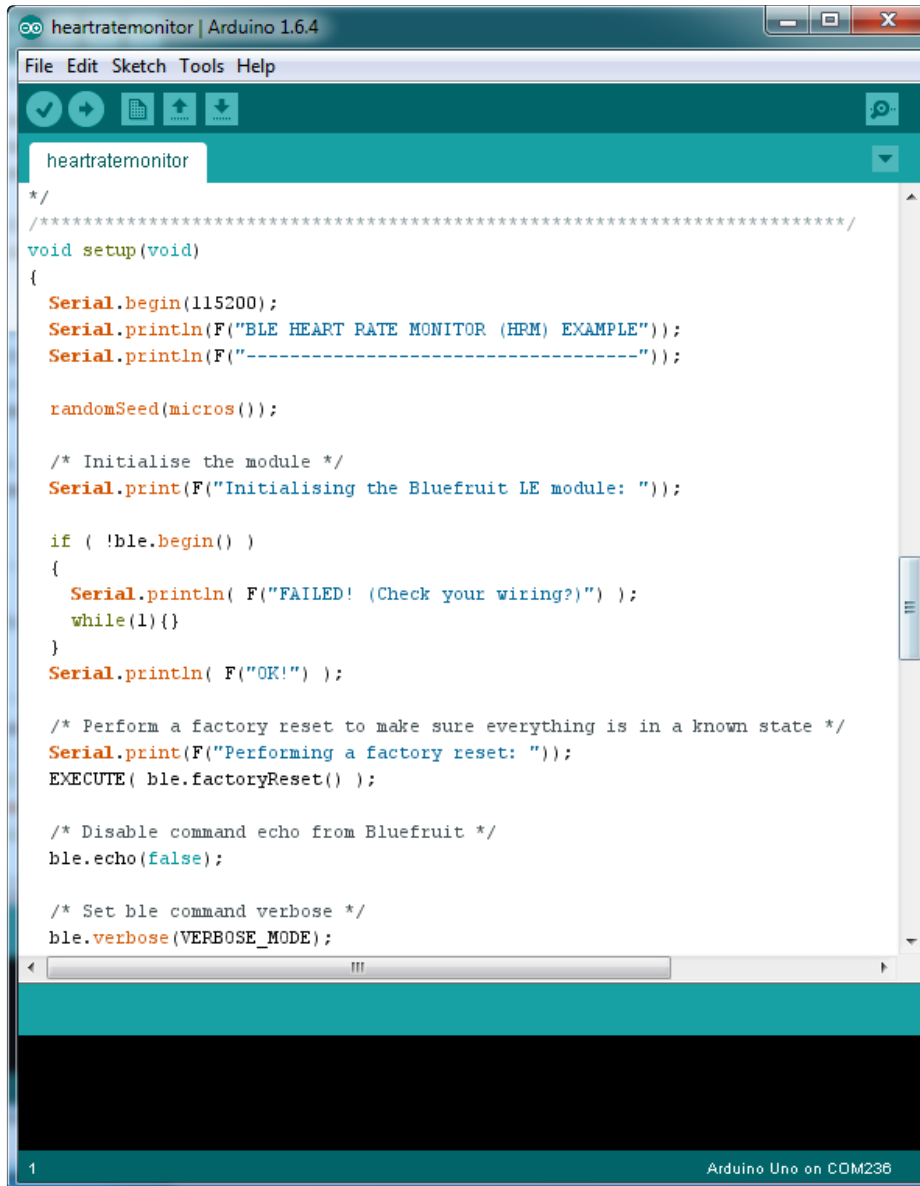 heartratemonitor | Arduino 1.6.4
File Edit Sketch Tools Help
heartratemonitor
*/
/**************************************************************************/
void setup(void)
{
  Serial.begin(115200);
  Serial.println(F("BLE HEART RATE MONITOR (HRM) EXAMPLE"));
  Serial.println(F("------------------------------------"));
  randomSeed(micros());
  /* Initialise the module */
  Serial.print(F("Initialising the Bluefruit LE module: "));
  if ( !ble.begin() )
  {
    Serial.println( F("FAILED! (Check your wiring?)") );
    while(1){}
  }
  Serial.println( F("OK!") );
  /* Perform a factory reset to make sure everything is in a known state */
  Serial.print(F("Performing a factory reset: "));
  EXECUTE( ble.factoryReset() );
  /* Disable command echo from Bluefruit */
  ble.echo(false);
  /* Set ble command verbose */
  ble.verbose(VERBOSE_MODE);
1
Arduino Uno on COM236